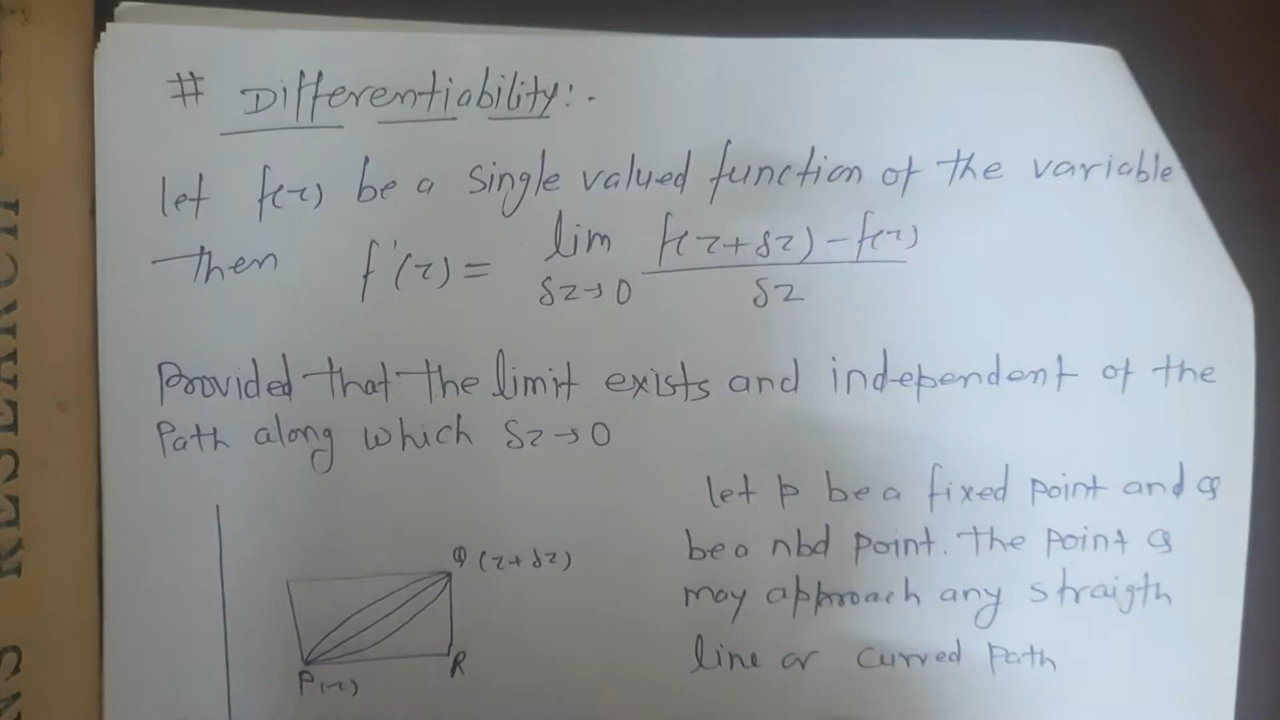 # Differentiability:-
let f(z) be a single valued function of the variable
then f'(z) = lim δz→0 f(z+δz)-f(z) / δz
Provided that the limit exists and independent of the
Path along which δz→0
let P be a fixed point and Q
be a nbd point. The point Q
may approach any straigth
line or curved path
Q (z+δz)
P(z)
R
NS RESEARCH